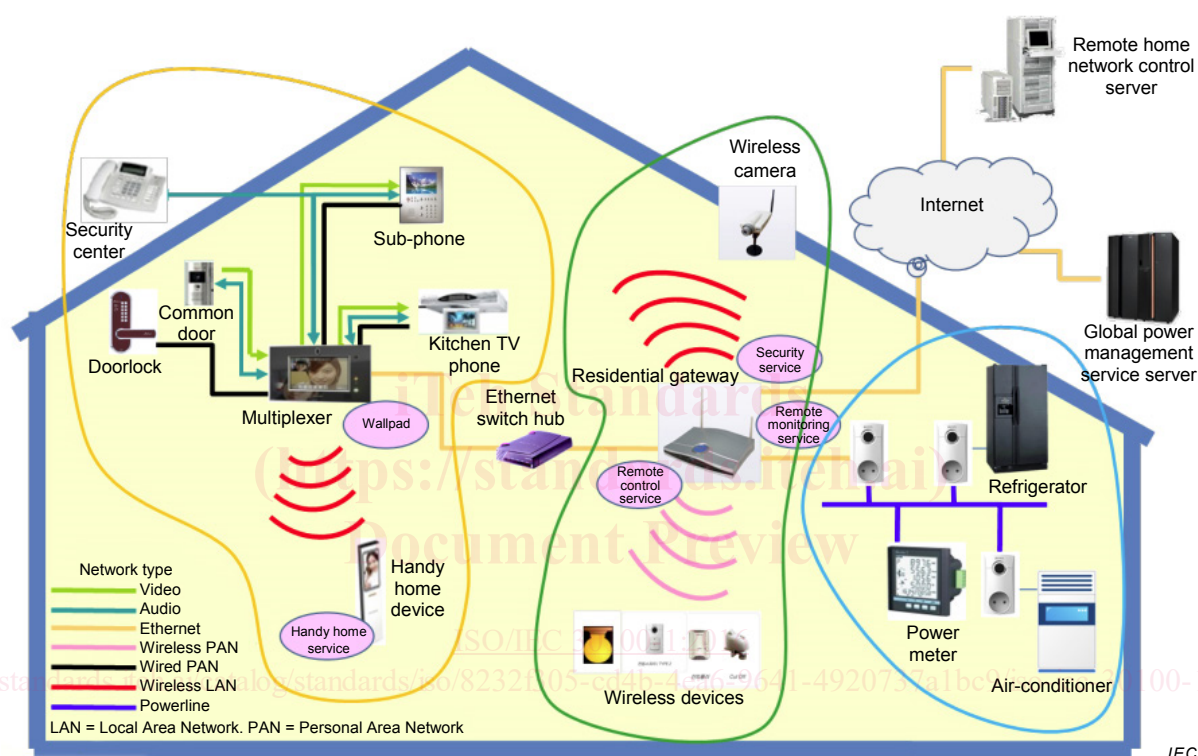 Remote home
network control
server
Wireless
camera
Internet
Security
center
Sub-phone
Common
door
Doorlock
Kitchen TV
phone
Global power
management
service server
Security
service
Residential gateway
Multiplexer
Wallpad
Ethernet
switch hub
Remote
monitoring
service
Remote
control
service
Refrigerator
iTeh Standards
(https://standards.iteh.ai)
Document Preview
Handy
home
device
Handy home
service
Power
meter
Air-conditioner
Wireless devices
Network type
Video
Audio
Ethernet
Wireless PAN
Wired PAN
Wireless LAN
Powerline
LAN = Local Area Network. PAN = Personal Area Network
IEC